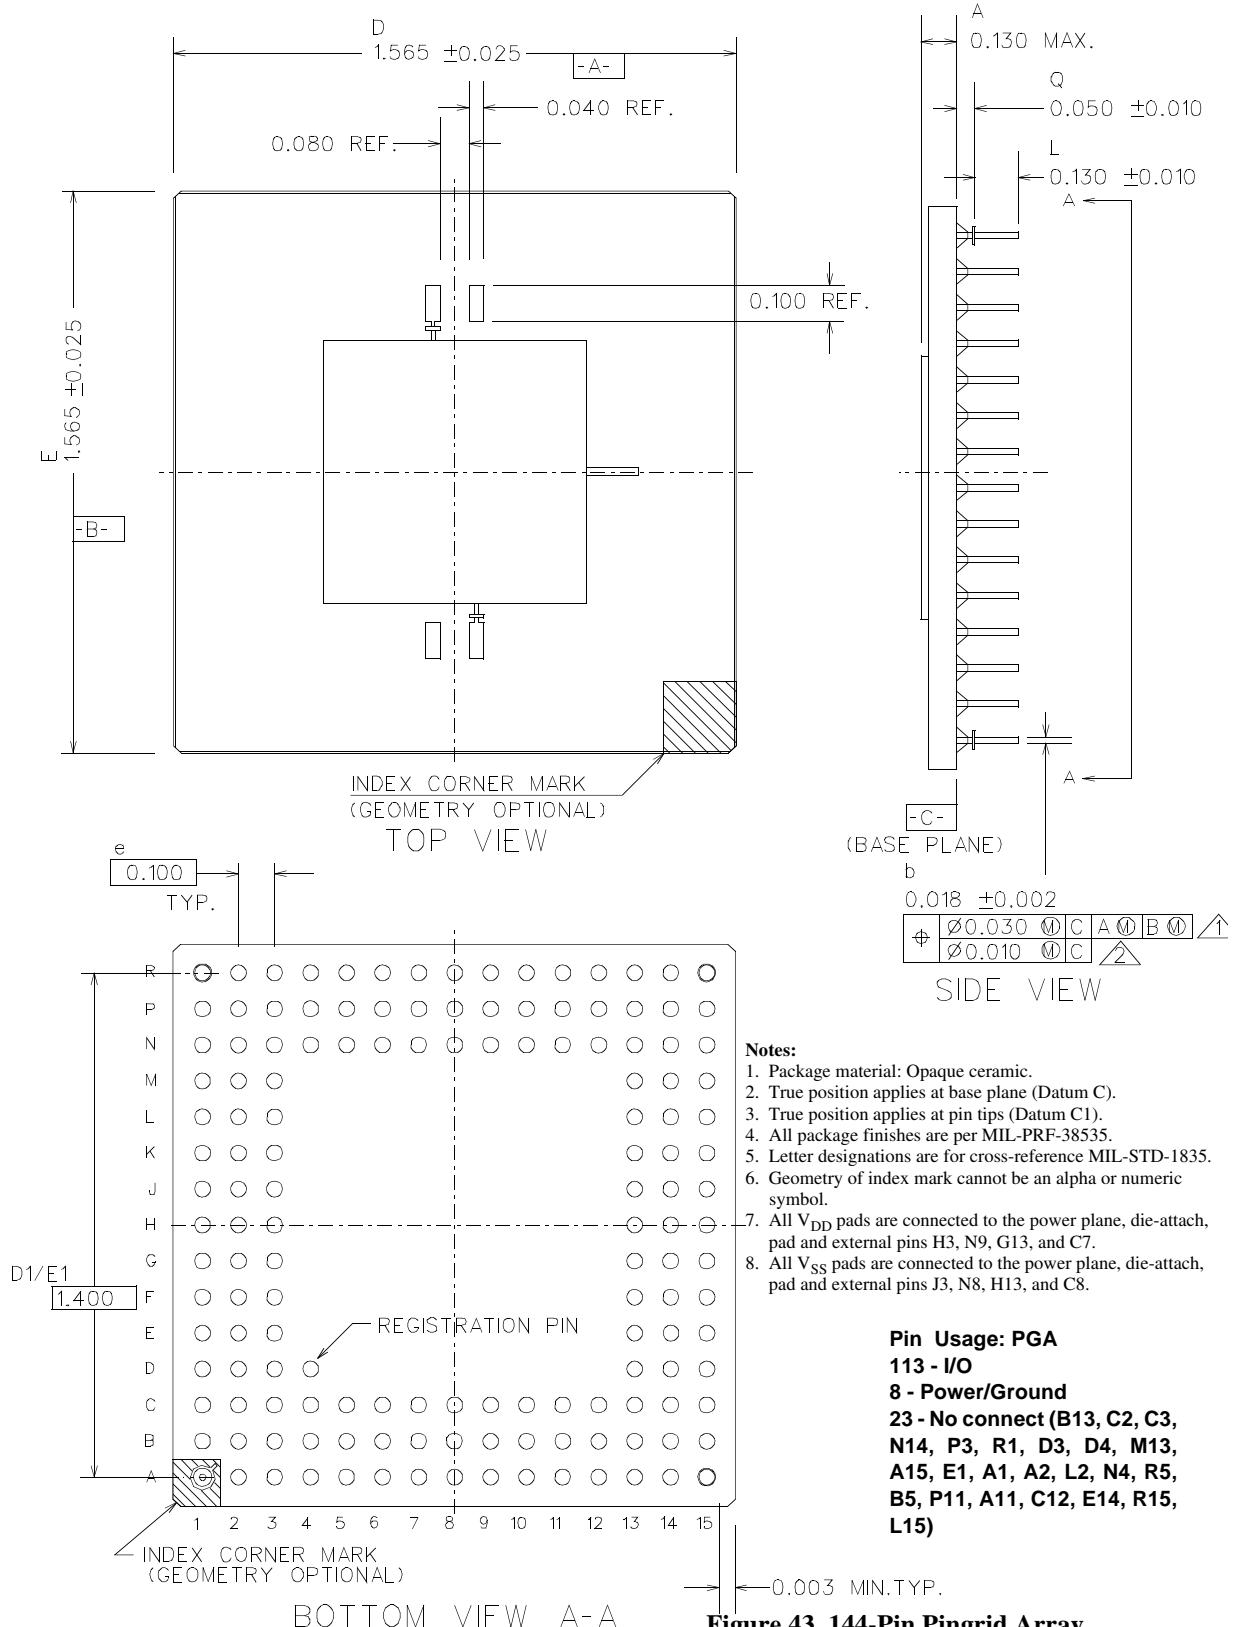 D
1.565 ±0.025
-A-
0.040 REF.
0.080 REF.
0.100 REF.
E
1.565 ±0.025
-B-
INDEX CORNER MARK
(GEOMETRY OPTIONAL)
TOP VIEW
A
0.130 MAX.
Q
0.050 ±0.010
L
0.130 ±0.010
A
A
-C-
(BASE PLANE)
b
0.018 ±0.002
⌖ Ø0.030 Ⓜ C A Ⓜ B Ⓜ 1
Ø0.010 Ⓜ C 2
SIDE VIEW
e
0.100
TYP.
R
P
N
M
L
K
J
H
G
F
E
D
C
B
A
D1/E1
1.400
REGISTRATION PIN
1 2 3 4 5 6 7 8 9 10 11 12 13 14 15
INDEX CORNER MARK
(GEOMETRY OPTIONAL)
0.003 MIN.TYP.
BOTTOM VIEW A-A
Notes:
1. Package material: Opaque ceramic.
2. True position applies at base plane (Datum C).
3. True position applies at pin tips (Datum C1).
4. All package finishes are per MIL-PRF-38535.
5. Letter designations are for cross-reference MIL-STD-1835.
6. Geometry of index mark cannot be an alpha or numeric
symbol.
7. All VDD pads are connected to the power plane, die-attach,
pad and external pins H3, N9, G13, and C7.
8. All VSS pads are connected to the power plane, die-attach,
pad and external pins J3, N8, H13, and C8.
Pin Usage: PGA
113 - I/O
8 - Power/Ground
23 - No connect (B13, C2, C3,
N14, P3, R1, D3, D4, M13,
A15, E1, A1, A2, L2, N4, R5,
B5, P11, A11, C12, E14, R15,
L15)
Figure 43. 144-Pin Pingrid Array